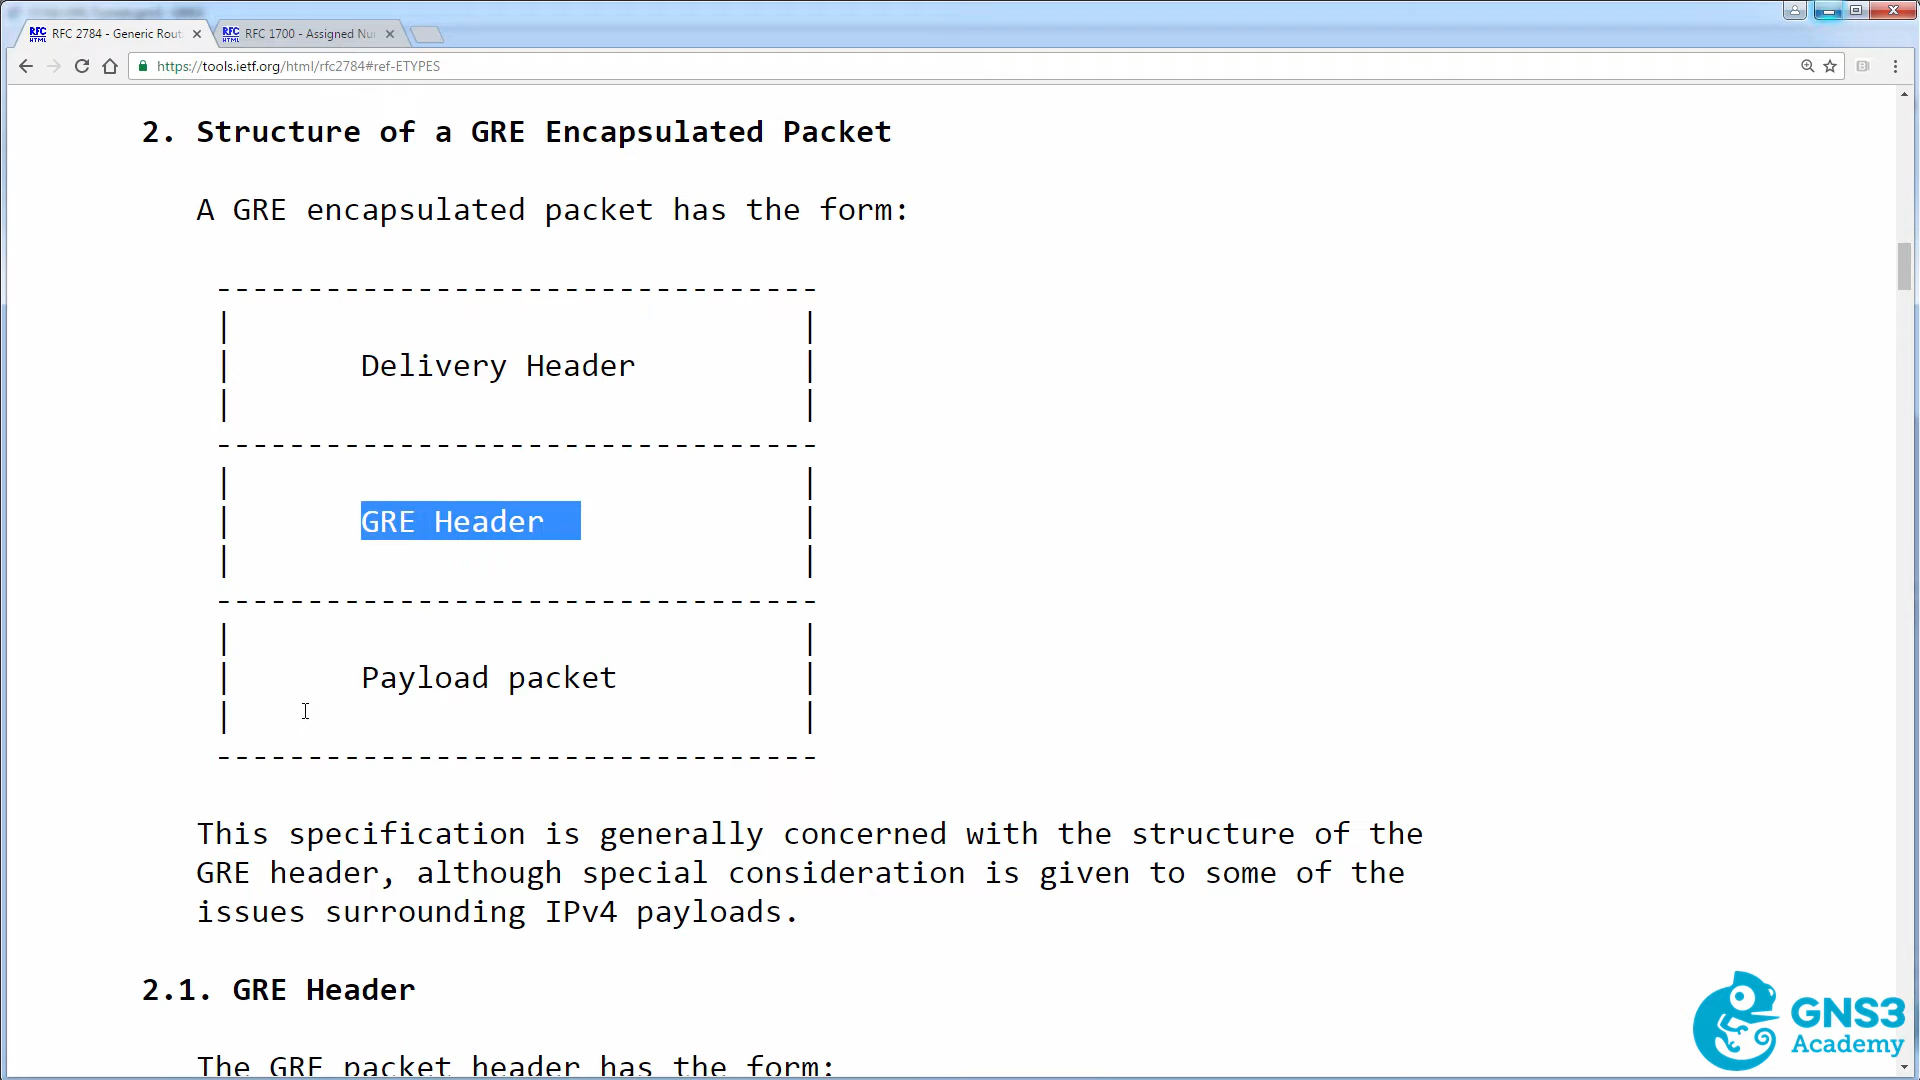 RFC 2784 - Generic Rout
RFC 1700 - Assigned Nu
https://tools.ietf.org/html/rfc2784#ref-ETYPES
2. Structure of a GRE Encapsulated Packet
A GRE encapsulated packet has the form:
---------------------------------
|                               |
|       Delivery Header         |
|                               |
---------------------------------
|                               |
|       GRE Header              |
|                               |
---------------------------------
|                               |
|       Payload packet          |
|                               |
---------------------------------
This specification is generally concerned with the structure of the
GRE header, although special consideration is given to some of the
issues surrounding IPv4 payloads.
2.1. GRE Header
The GRE packet header has the form:
GNS3
Academy